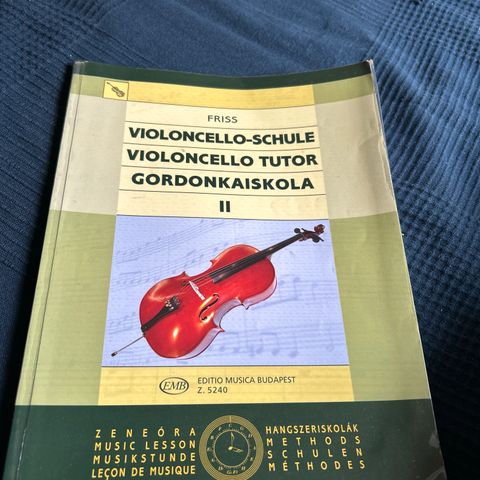 FRISS
VIOLONCELLO-SCHULE
VIOLONCELLO TUTOR
GORDONKAISKOLA
II
EMB
EDITIO MUSICA BUDAPEST
Z. 5240
ZENEÓRA
MUSIC LESSON
MUSIKSTUNDE
LEÇON DE MUSIQUE
HANGSZERISKOLÁK
METHODS
SCHULEN
MÉTHODES